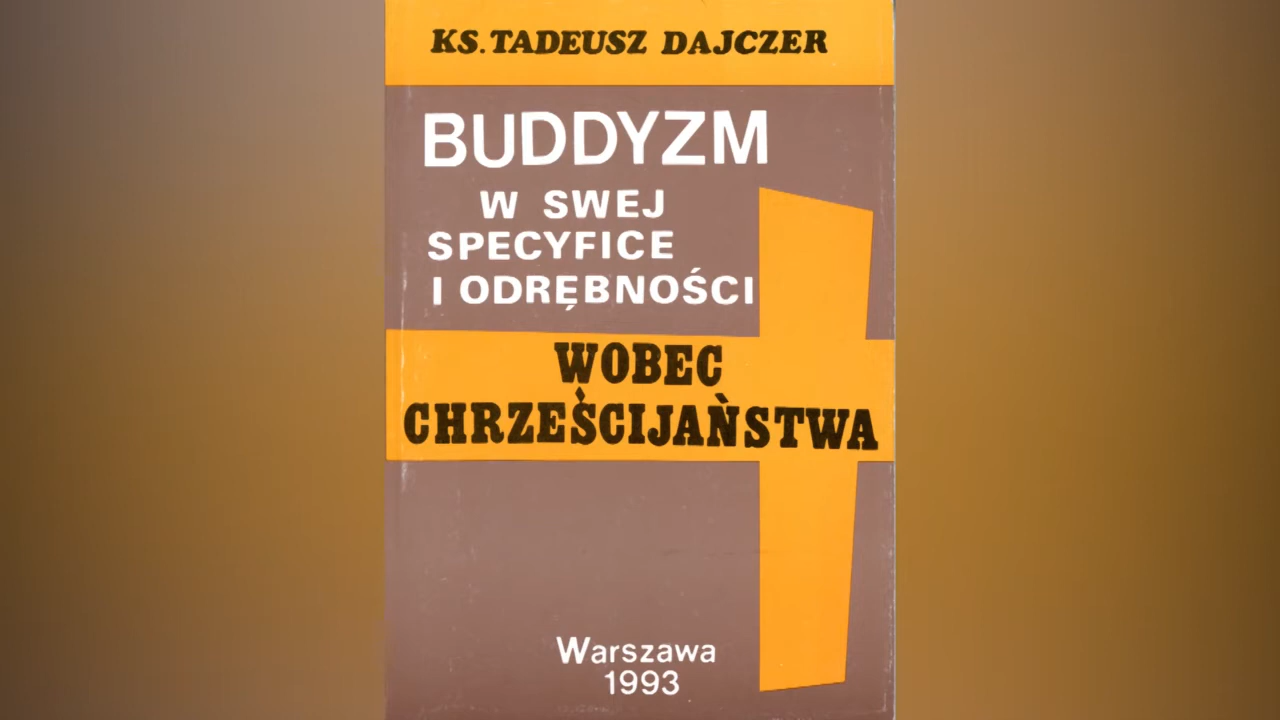 KS. TADEUSZ DAJCZER
BUDDYZM
W SWEJ
SPECYFICE
I ODRĘBNOŚCI
WOBEC
CHRZEŚCIJAŃSTWA
Warszawa
1993